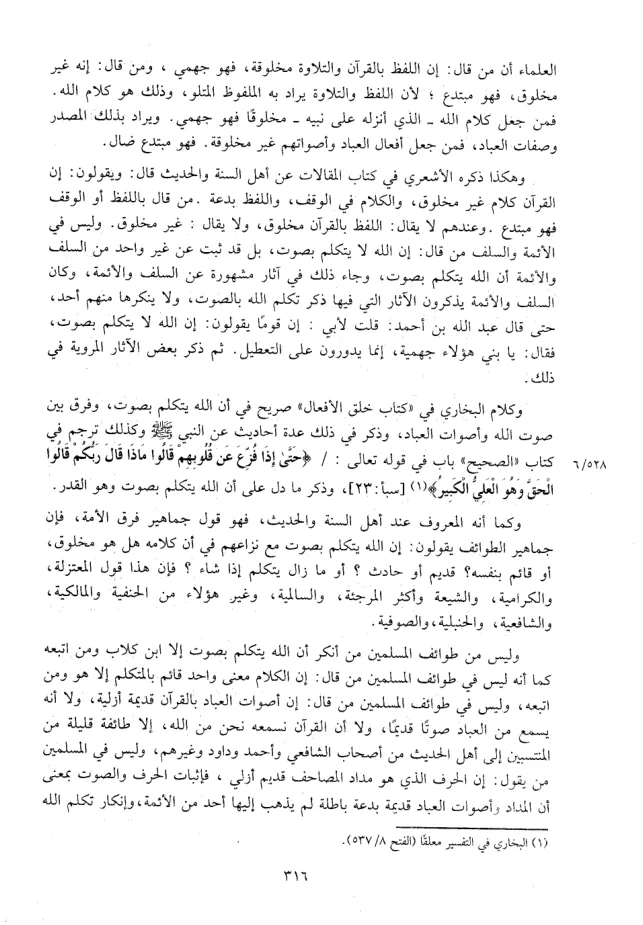 العلماء أن من قال: إن اللفظ بالقرآن والتلاوة مخلوقة، فهو جهمي ، ومن قال: إنه غير
مخلوق، فهو مبتدع ؛ لأن اللفظ والتلاوة يراد به الملفوظ المتلو، وذلك هو كلام الله.
فمن جعل كلام الله ـ الذي أنزله على نبيه ـ مخلوقًا فهو جهمي. ويراد بذلك المصدر
وصفات العباد، فمن جعل أفعال العباد وأصواتهم غير مخلوقة. فهو مبتدع ضال.
وهكذا ذكره الأشعري في كتاب المقالات عن أهل السنة والحديث قال: ويقولون: إن
القرآن كلام غير مخلوق، والكلام في الوقف، واللفظ بدعة .من قال باللفظ أو الوقف
فهو مبتدع .وعندهم لا يقال: اللفظ بالقرآن مخلوق، ولا يقال : غير مخلوق. وليس في
الأئمة والسلف من قال: إن الله لا يتكلم بصوت، بل قد ثبت عن غير واحد من السلف
والأئمة أن الله يتكلم بصوت، وجاء ذلك في آثار مشهورة عن السلف والأئمة، وكان
السلف والأئمة يذكرون الآثار التي فيها ذكر تكلم الله بالصوت، ولا ينكرها منهم أحد،
حتى قال عبد الله بن أحمد: قلت لأبي : إن قومًا يقولون: إن الله لا يتكلم بصوت،
فقال: يا بني هؤلاء جهمية، إنما يدورون على التعطيل. ثم ذكر بعض الآثار المروية في
ذلك.
وكلام البخاري في «كتاب خلق الأفعال» صريح في أن الله يتكلم بصوت، وفرق بين
صوت الله وأصوات العباد، وذكر في ذلك عدة أحاديث عن النبي ﷺ وكذلك ترجم في
كتاب «الصحيح» باب في قوله تعالى : / ﴿حَتَّىٰ إِذَا فُزِّعَ عَن قُلُوبِهِمْ قَالُوا مَاذَا قَالَ رَبُّكُمْ قَالُوا
٦/٥٢٨
الْحَقَّ وَهُوَ الْعَلِيُّ الْكَبِيرُ﴾(١) [سبأ:٢٣]، وذكر ما دل على أن الله يتكلم بصوت وهو القدر.
وكما أنه المعروف عند أهل السنة والحديث، فهو قول جماهير فرق الأمة، فإن
جماهير الطوائف يقولون: إن الله يتكلم بصوت مع نزاعهم في أن كلامه هل هو مخلوق،
أو قائم بنفسه؟ قديم أو حادث ؟ أو ما زال يتكلم إذا شاء ؟ فإن هذا قول المعتزلة،
والكرامية، والشيعة وأكثر المرجئة، والسالمية، وغير هؤلاء من الحنفية والمالكية،
والشافعية، والحنبلية،والصوفية.
وليس من طوائف المسلمين من أنكر أن الله يتكلم بصوت إلا ابن كلاب ومن اتبعه
كما أنه ليس في طوائف المسلمين من قال: إن الكلام معنى واحد قائم بالمتكلم إلا هو ومن
اتبعه، وليس في طوائف المسلمين من قال: إن أصوات العباد بالقرآن قديمة أزلية، ولا أنه
يسمع من العباد صوتًا قديمًا، ولا أن القرآن نسمعه نحن من الله، إلا طائفة قليلة من
المنتسبين إلى أهل الحديث من أصحاب الشافعي وأحمد وداود وغيرهم، وليس في المسلمين
من يقول: إن الحرف الذي هو مداد المصاحف قديم أزلي ، فإثبات الحرف والصوت بمعنى
أن المداد وأصوات العباد قديمة بدعة باطلة لم يذهب إليها أحد من الأئمة،وإنكار تكلم الله
(١) البخاري في التفسير معلقًا (الفتح ٥٣٧/٨).
٣١٦